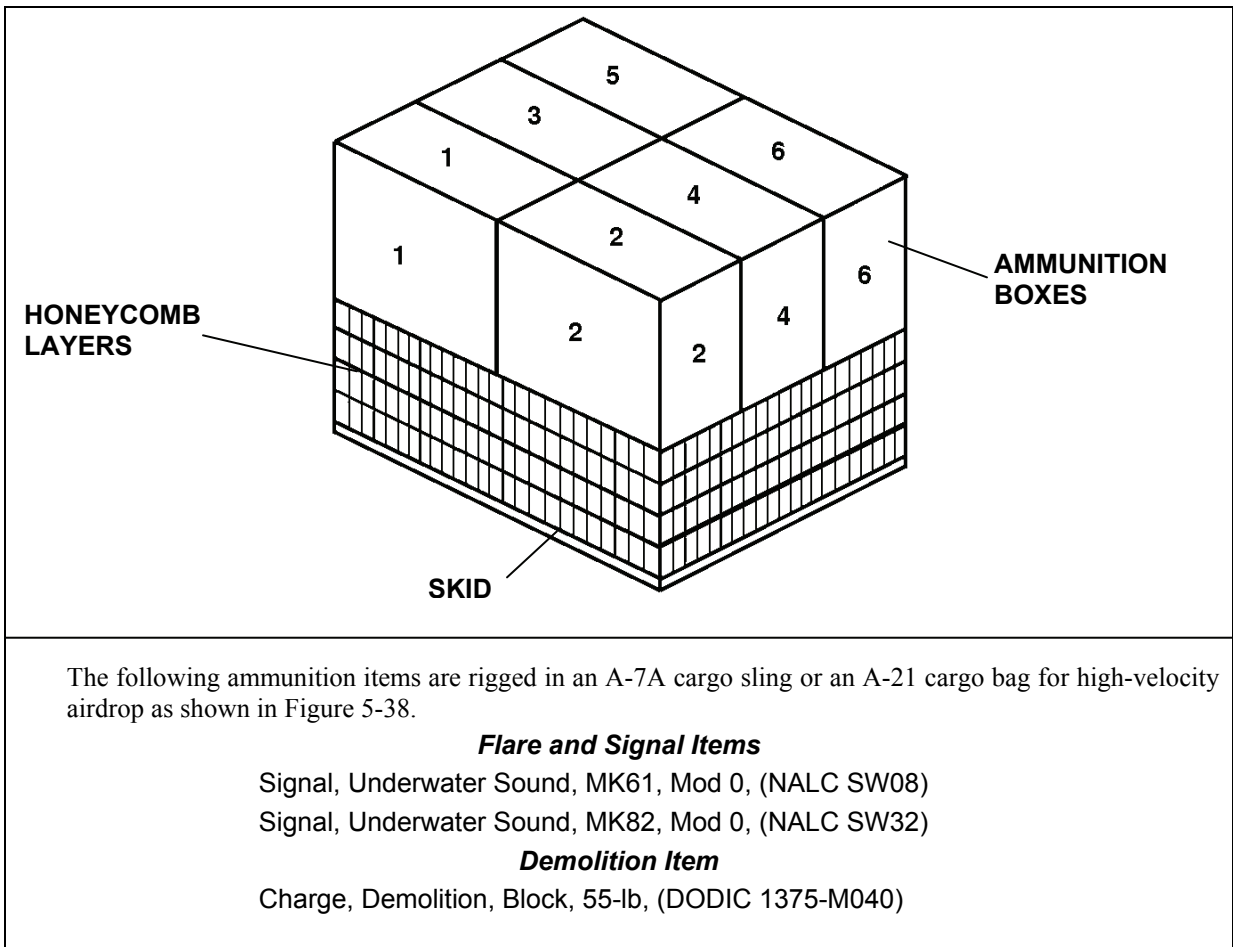 5
3
6
1
4
2
1
AMMUNITION
BOXES
6
4
HONEYCOMB
LAYERS
2
2
SKID
The following ammunition items are rigged in an A-7A cargo sling or an A-21 cargo bag for high-velocity
airdrop as shown in Figure 5-38.
Flare and Signal Items
Signal, Underwater Sound, MK61, Mod 0, (NALC SW08)
Signal, Underwater Sound, MK82, Mod 0, (NALC SW32)
Demolition Item
Charge, Demolition, Block, 55-lb, (DODIC 1375-M040)